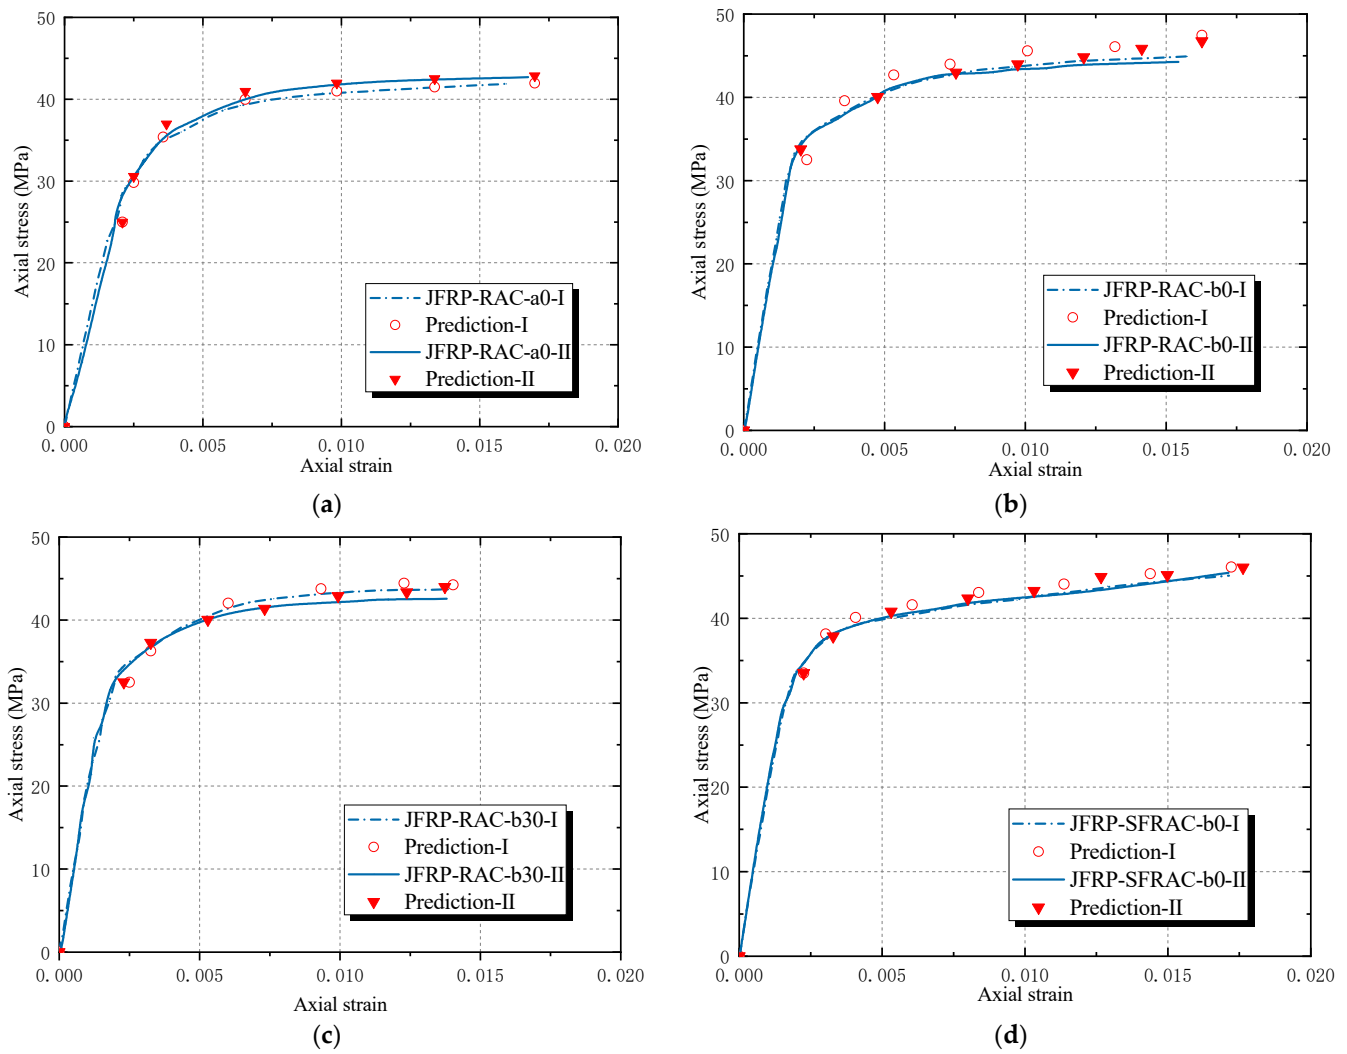 50
40
30
20
10
0
Axial stress (MPa)
JFRP-RAC-a0-I
Prediction-I
JFRP-RAC-a0-II
Prediction-II
0.000 0.005 0.010 0.015 0.020
Axial strain
(a)
50
40
30
20
10
0
Axial stress (MPa)
JFRP-RAC-b0-I
Prediction-I
JFRP-RAC-b0-II
Prediction-II
0.000 0.005 0.010 0.015 0.020
Axial strain
(b)
50
40
30
20
10
0
Axial stress (MPa)
JFRP-RAC-b30-I
Prediction-I
JFRP-RAC-b30-II
Prediction-II
0.000 0.005 0.010 0.015 0.020
Axial strain
(c)
50
40
30
20
10
0
Axial stress (MPa)
JFRP-SFRAC-b0-I
Prediction-I
JFRP-SFRAC-b0-II
Prediction-II
0.000 0.005 0.010 0.015 0.020
Axial strain
(d)